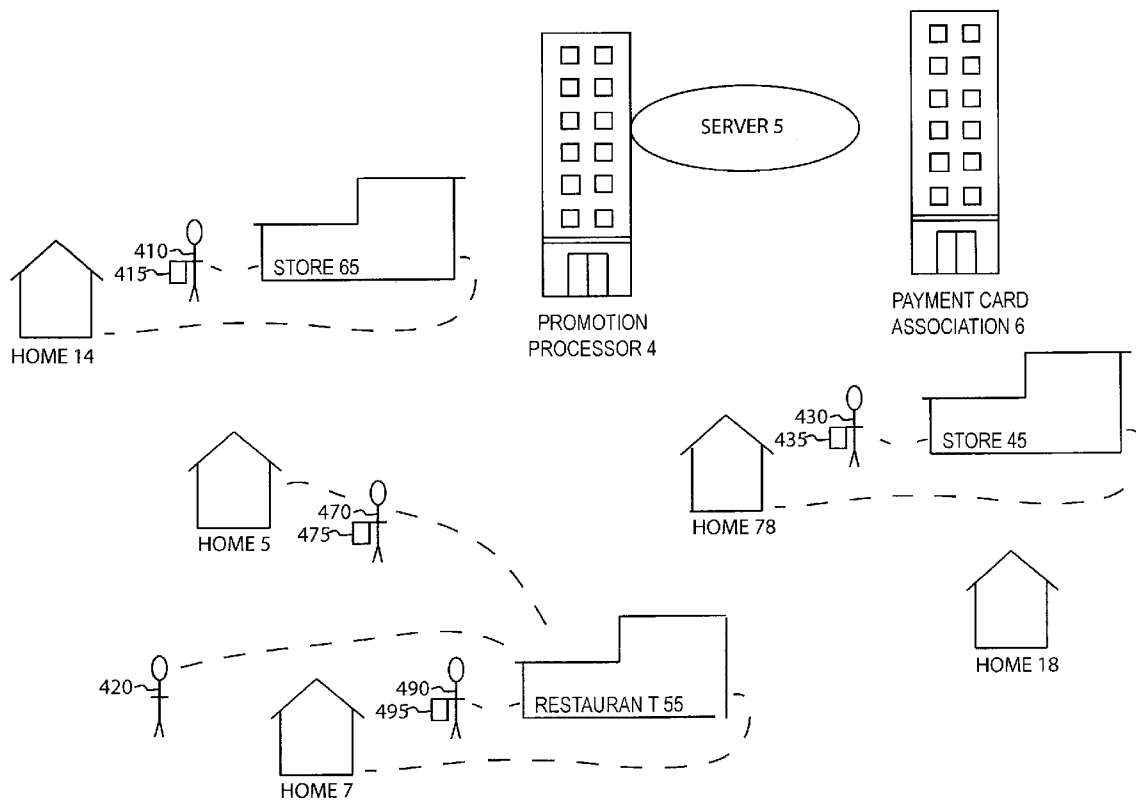 SERVER 5
410
415
STORE 65
HOME 14
PROMOTION
PROCESSOR 4
PAYMENT CARD
ASSOCIATION 6
430
435
STORE 45
HOME 78
470
475
HOME 5
HOME 18
420
490
495
RESTAURAN T 55
HOME 7